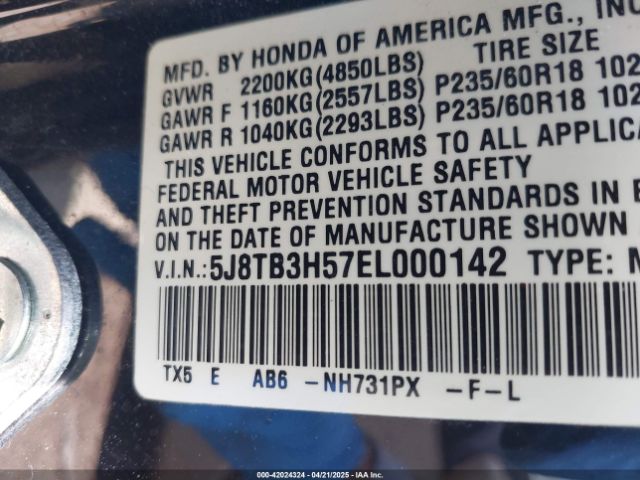 MFD. BY HONDA OF AMERICA MFG., INC
GVWR 2200KG(4850LBS) TIRE SIZE
GAWR F 1160KG(2557LBS) P235/60R18 102
GAWR R 1040KG(2293LBS) P235/60R18 102
THIS VEHICLE CONFORMS TO ALL APPLICA
FEDERAL MOTOR VEHICLE SAFETY
AND THEFT PREVENTION STANDARDS IN E
ON THE DATE OF MANUFACTURE SHOWN
V.I.N.: 5J8TB3H57EL000142 TYPE: M
TX5 E AB6 -NH731PX -F-L
000-42024324 | 04/21/2025 | IAA Inc.